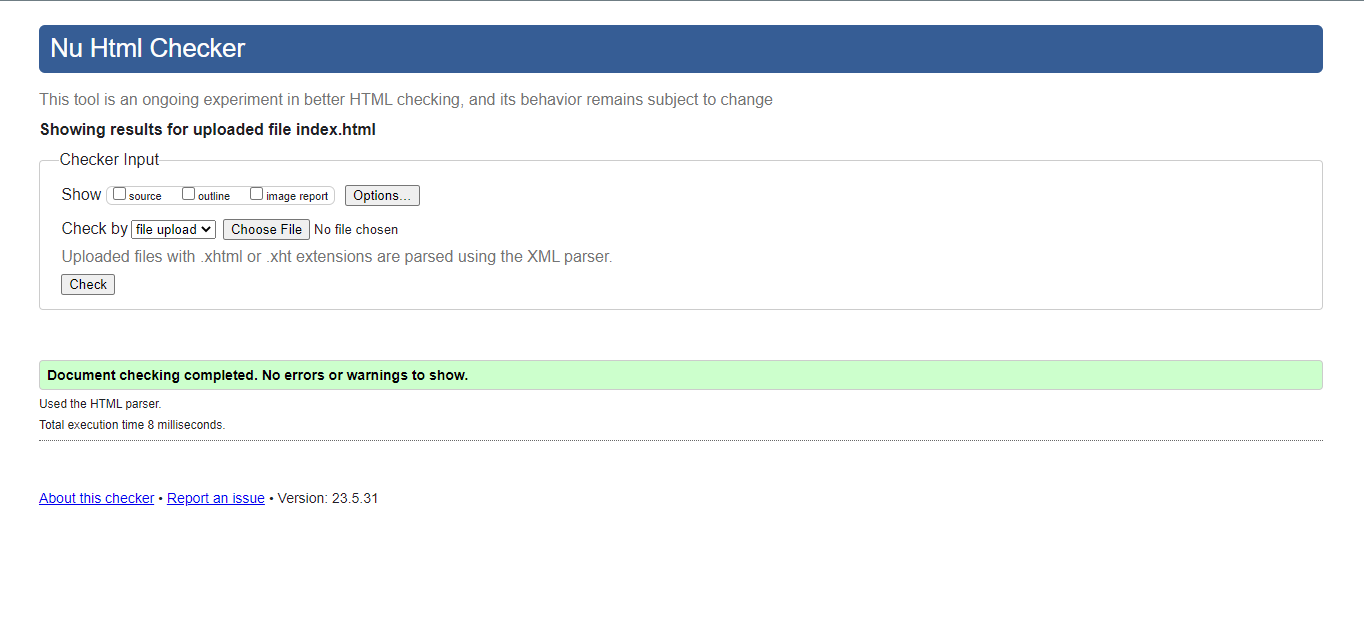 Nu Html Checker
This tool is an ongoing experiment in better HTML checking, and its behavior remains subject to change
Showing results for uploaded file index.html
Checker Input
Show source outline image report Options...
Check by file upload Choose File No file chosen
Uploaded files with .xhtml or .xht extensions are parsed using the XML parser.
Check
Document checking completed. No errors or warnings to show.
Used the HTML parser.
Total execution time 8 milliseconds.
About this checker • Report an issue • Version: 23.5.31